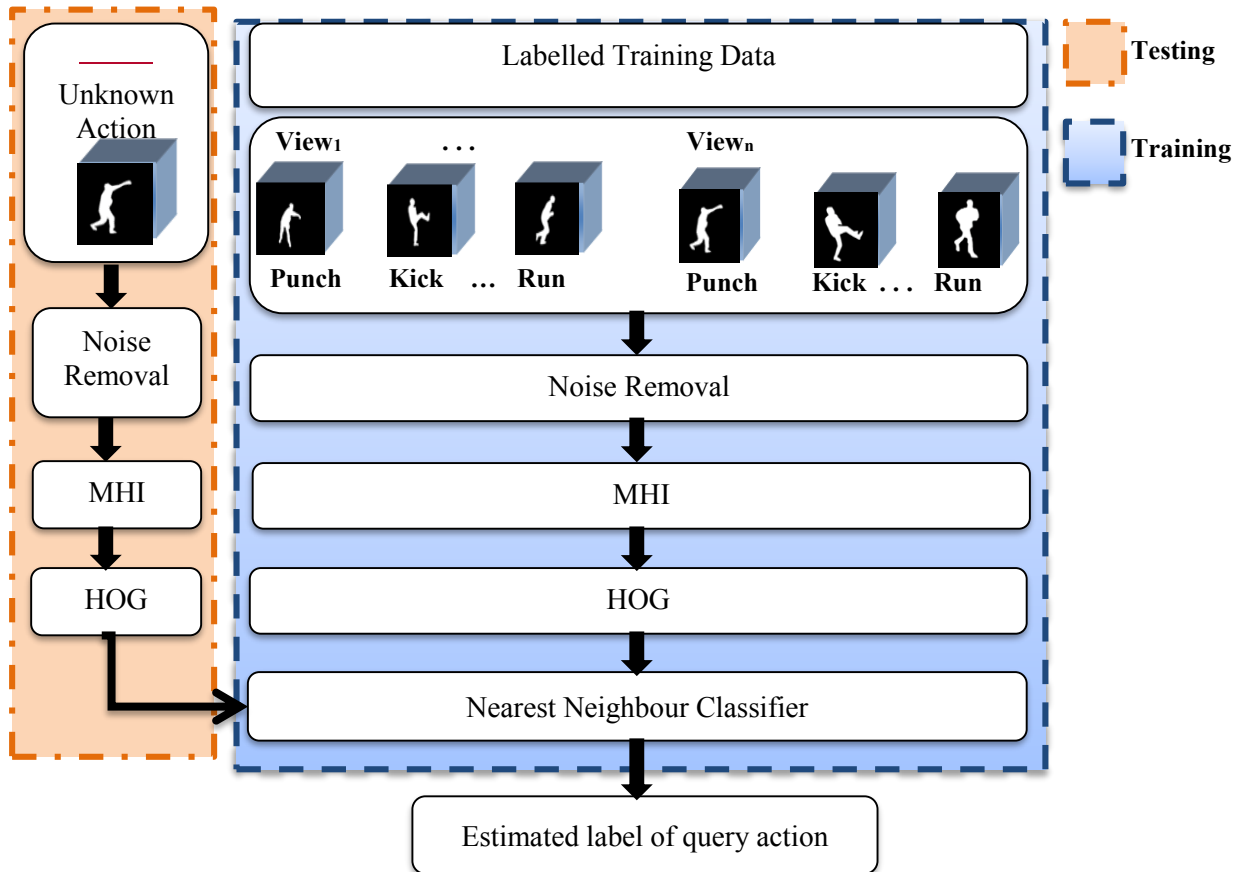 Unknown
Action
Noise
Removal
MHI
HOG
Labelled Training Data
View1 ... Viewn
Punch Kick ... Run Punch Kick ... Run
Noise Removal
MHI
HOG
Nearest Neighbour Classifier
Estimated label of query action
Testing
Training